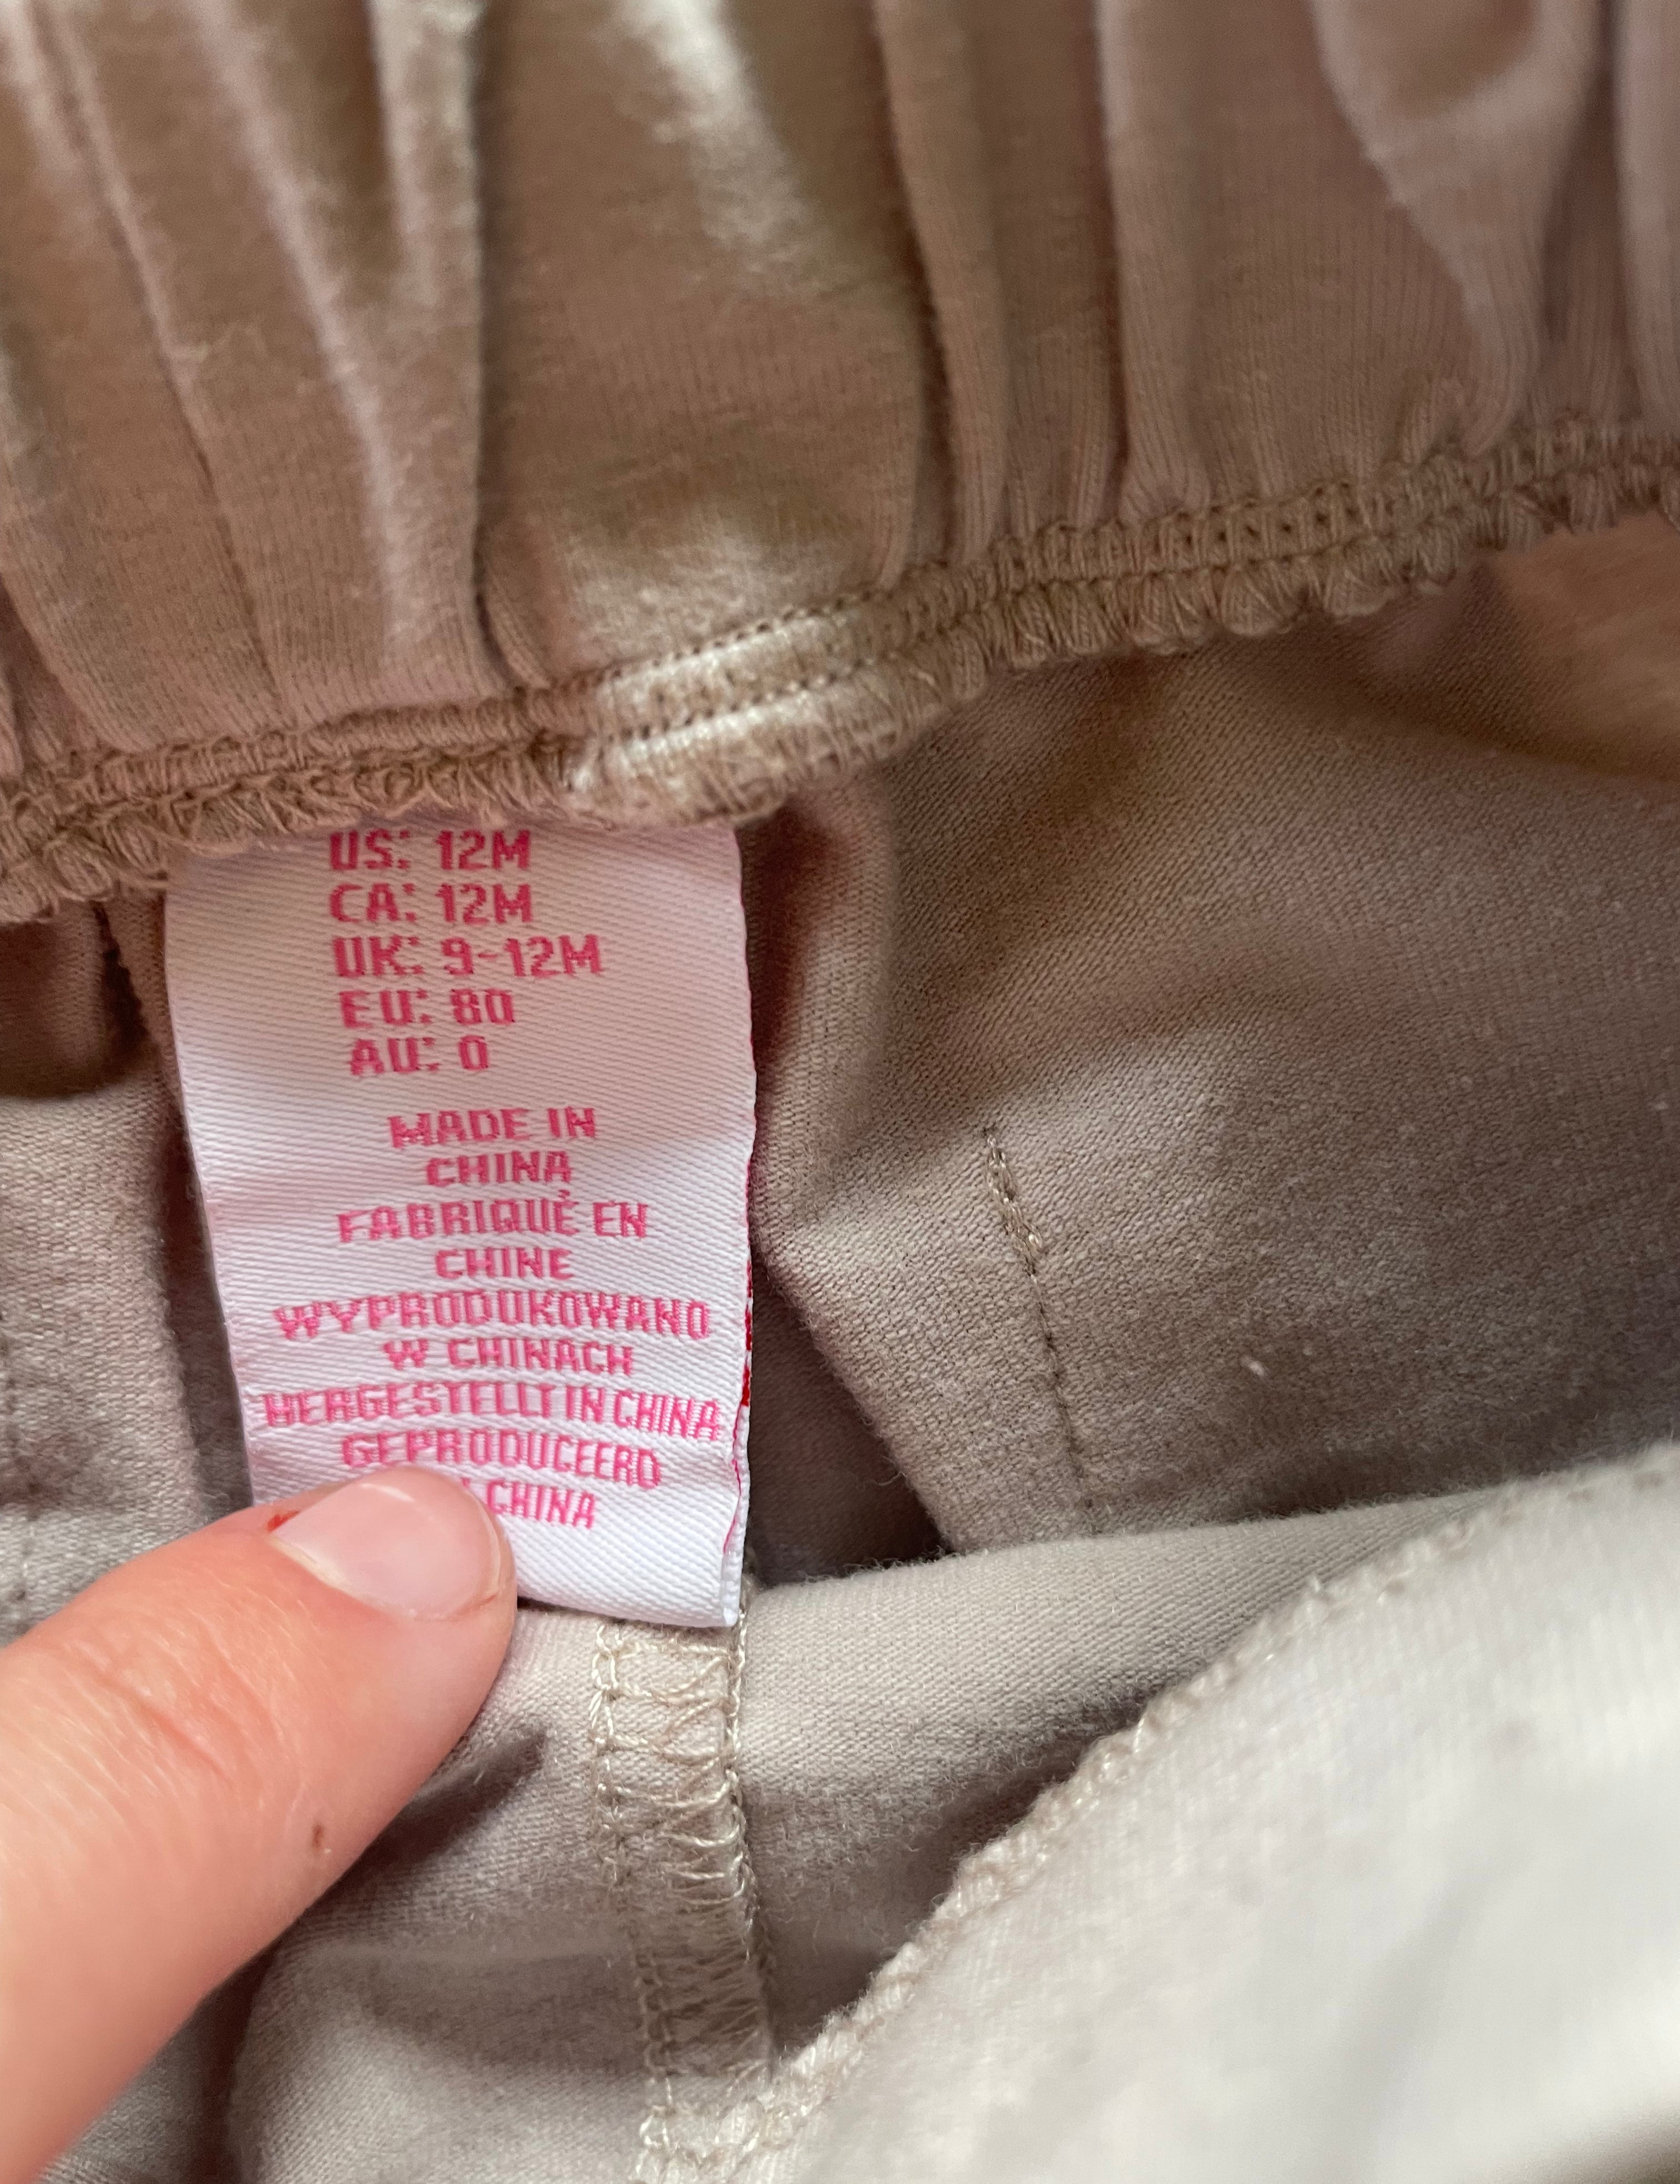 US: 12M
CA: 12M
UK: 9-12M
EU: 80
AU: 0
MADE IN
CHINA
FABRIQUÉ EN
CHINE
WYPRODUKOWANO
W CHINACH
HERGESTELLT IN CHINA
GEPRODUCEERD
CHINA